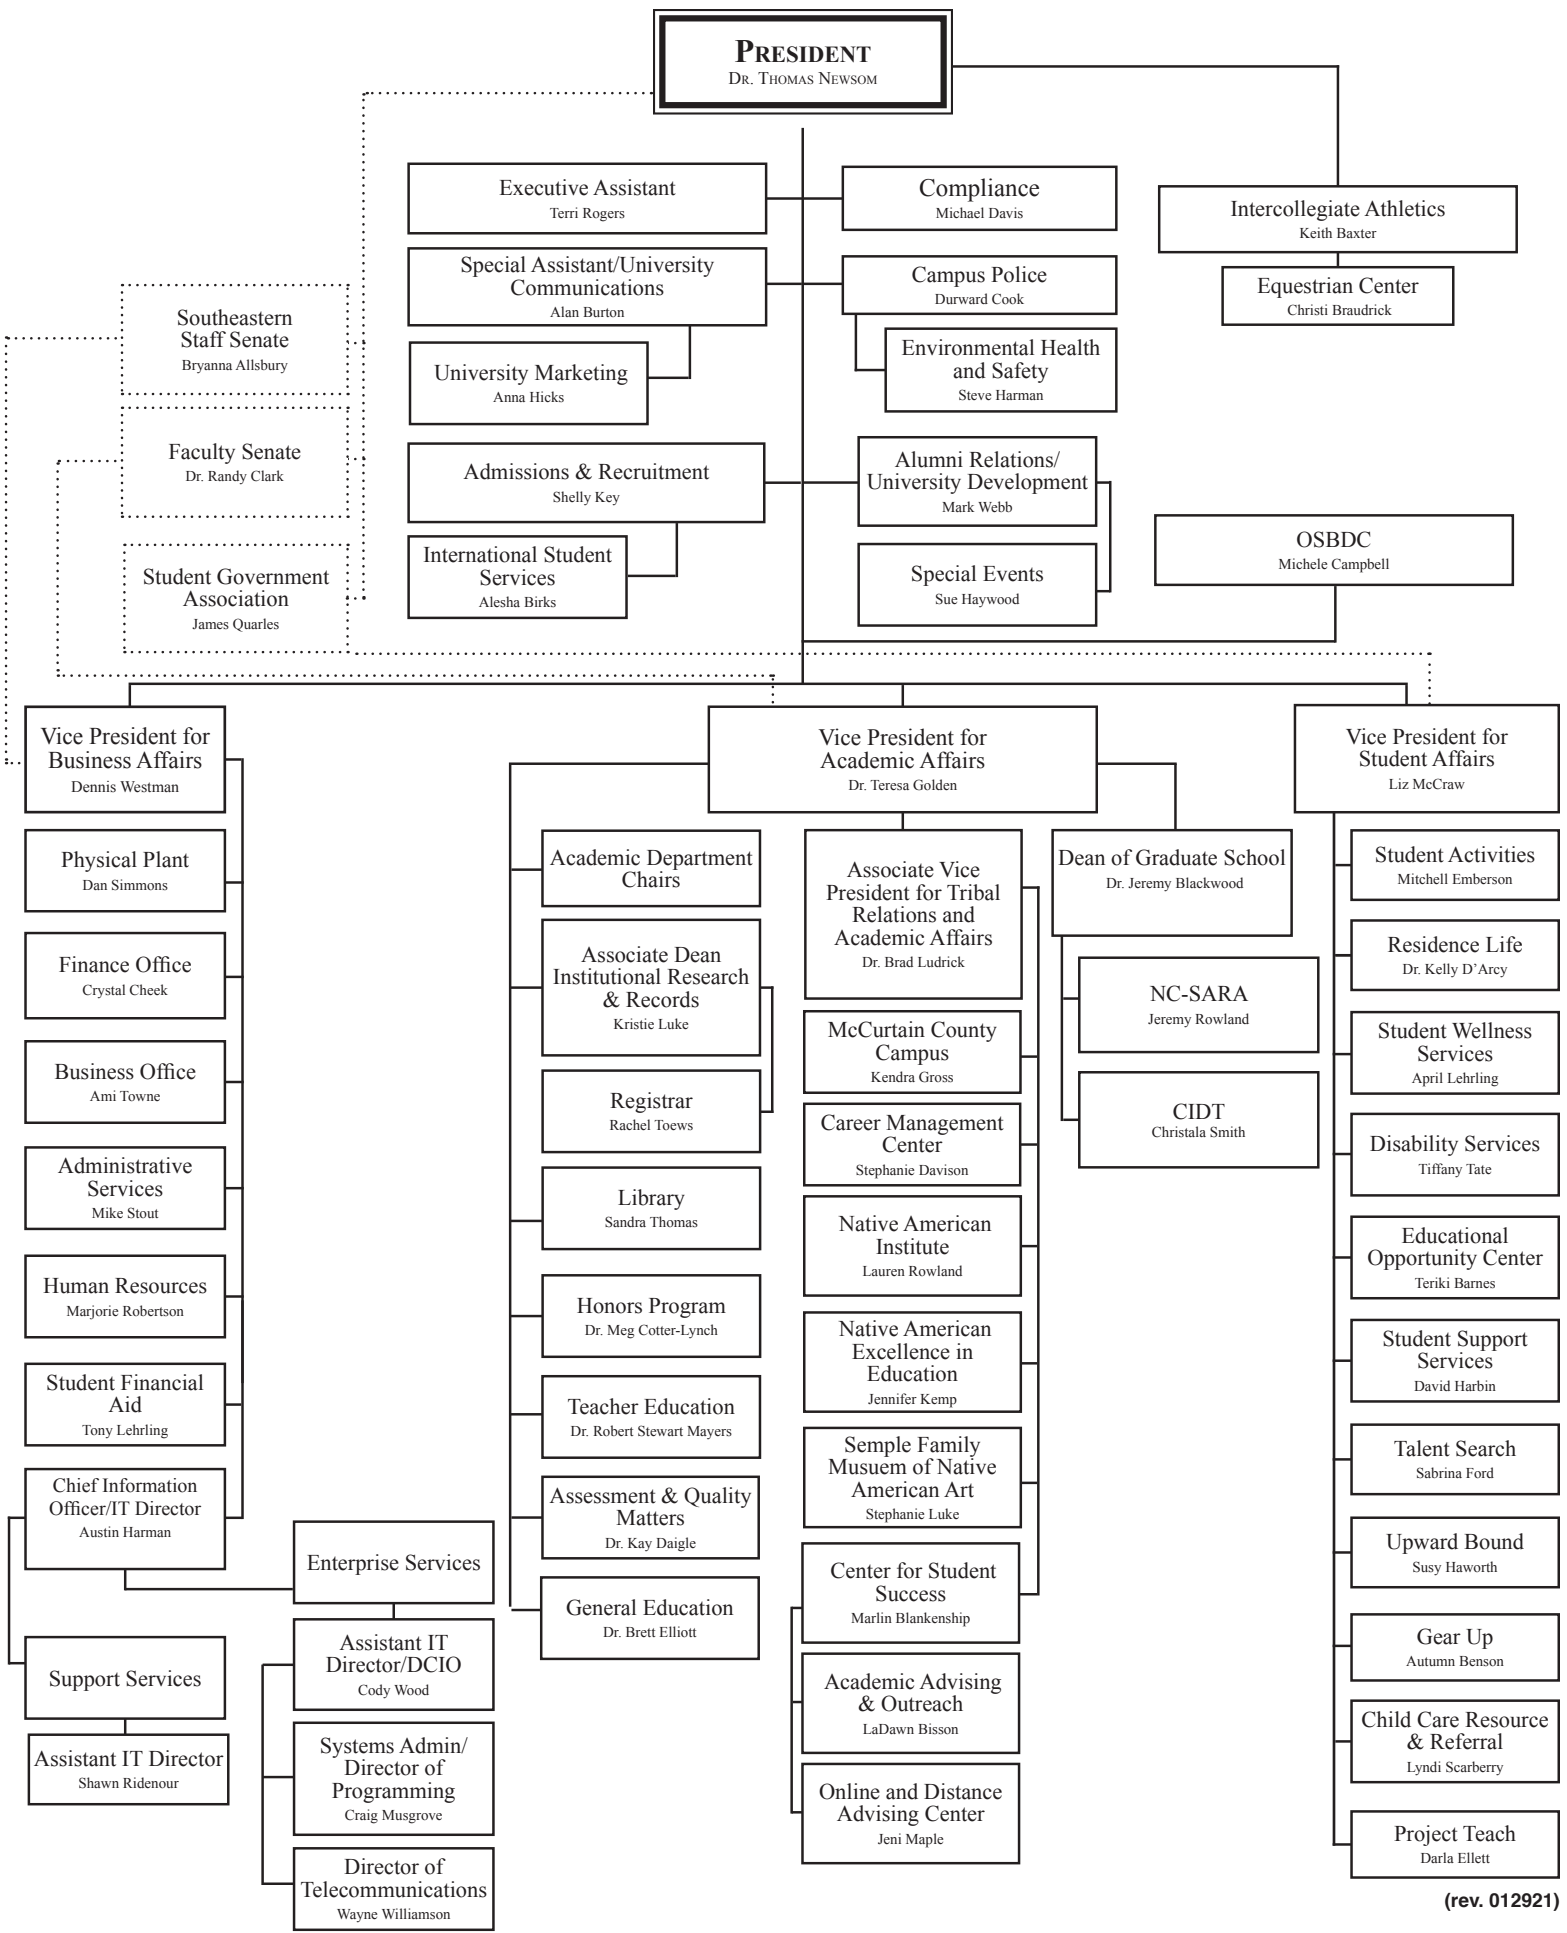 PRESIDENT
DR. THOMAS NEWSOM
Executive Assistant
Terri Rogers
Compliance
Michael Davis
Intercollegiate Athletics
Keith Baxter
Equestrian Center
Christi Braudrick
Special Assistant/University
Communications
Alan Burton
Campus Police
Durward Cook
University Marketing
Anna Hicks
Environmental Health
and Safety
Steve Harman
Southeastern
Staff Senate
Bryanna Allsbury
Faculty Senate
Dr. Randy Clark
Student Government
Association
James Quarles
Admissions & Recruitment
Shelly Key
Alumni Relations/
University Development
Mark Webb
International Student
Services
Alesha Birks
Special Events
Sue Haywood
OSBDC
Michele Campbell
Vice President for
Business Affairs
Dennis Westman
Physical Plant
Dan Simmons
Finance Office
Crystal Cheek
Business Office
Ami Towne
Administrative
Services
Mike Stout
Human Resources
Marjorie Robertson
Student Financial
Aid
Tony Lehrling
Chief Information
Officer/IT Director
Austin Harman
Support Services
Assistant IT Director
Shawn Ridenour
Enterprise Services
Assistant IT
Director/DCIO
Cody Wood
Systems Admin/
Director of
Programming
Craig Musgrove
Director of
Telecommunications
Wayne Williamson
Vice President for
Academic Affairs
Dr. Teresa Golden
Academic Department
Chairs
Associate Dean
Institutional Research
& Records
Kristie Luke
Registrar
Rachel Toews
Library
Sandra Thomas
Honors Program
Dr. Meg Cotter-Lynch
Teacher Education
Dr. Robert Stewart Mayers
Assessment & Quality
Matters
Dr. Kay Daigle
General Education
Dr. Brett Elliott
Associate Vice
President for Tribal
Relations and
Academic Affairs
Dr. Brad Ludrick
McCurtain County
Campus
Kendra Gross
Career Management
Center
Stephanie Davison
Native American
Institute
Lauren Rowland
Native American
Excellence in
Education
Jennifer Kemp
Semple Family
Musuem of Native
American Art
Stephanie Luke
Center for Student
Success
Marlin Blankenship
Academic Advising
& Outreach
LaDawn Bisson
Online and Distance
Advising Center
Jeni Maple
Dean of Graduate School
Dr. Jeremy Blackwood
NC-SARA
Jeremy Rowland
CIDT
Christala Smith
Vice President for
Student Affairs
Liz McCraw
Student Activities
Mitchell Emberson
Residence Life
Dr. Kelly D’Arcy
Student Wellness
Services
April Lehrling
Disability Services
Tiffany Tate
Educational
Opportunity Center
Teriki Barnes
Student Support
Services
David Harbin
Talent Search
Sabrina Ford
Upward Bound
Susy Haworth
Gear Up
Autumn Benson
Child Care Resource
& Referral
Lyndi Scarberry
Project Teach
Darla Ellett
(rev. 012921)